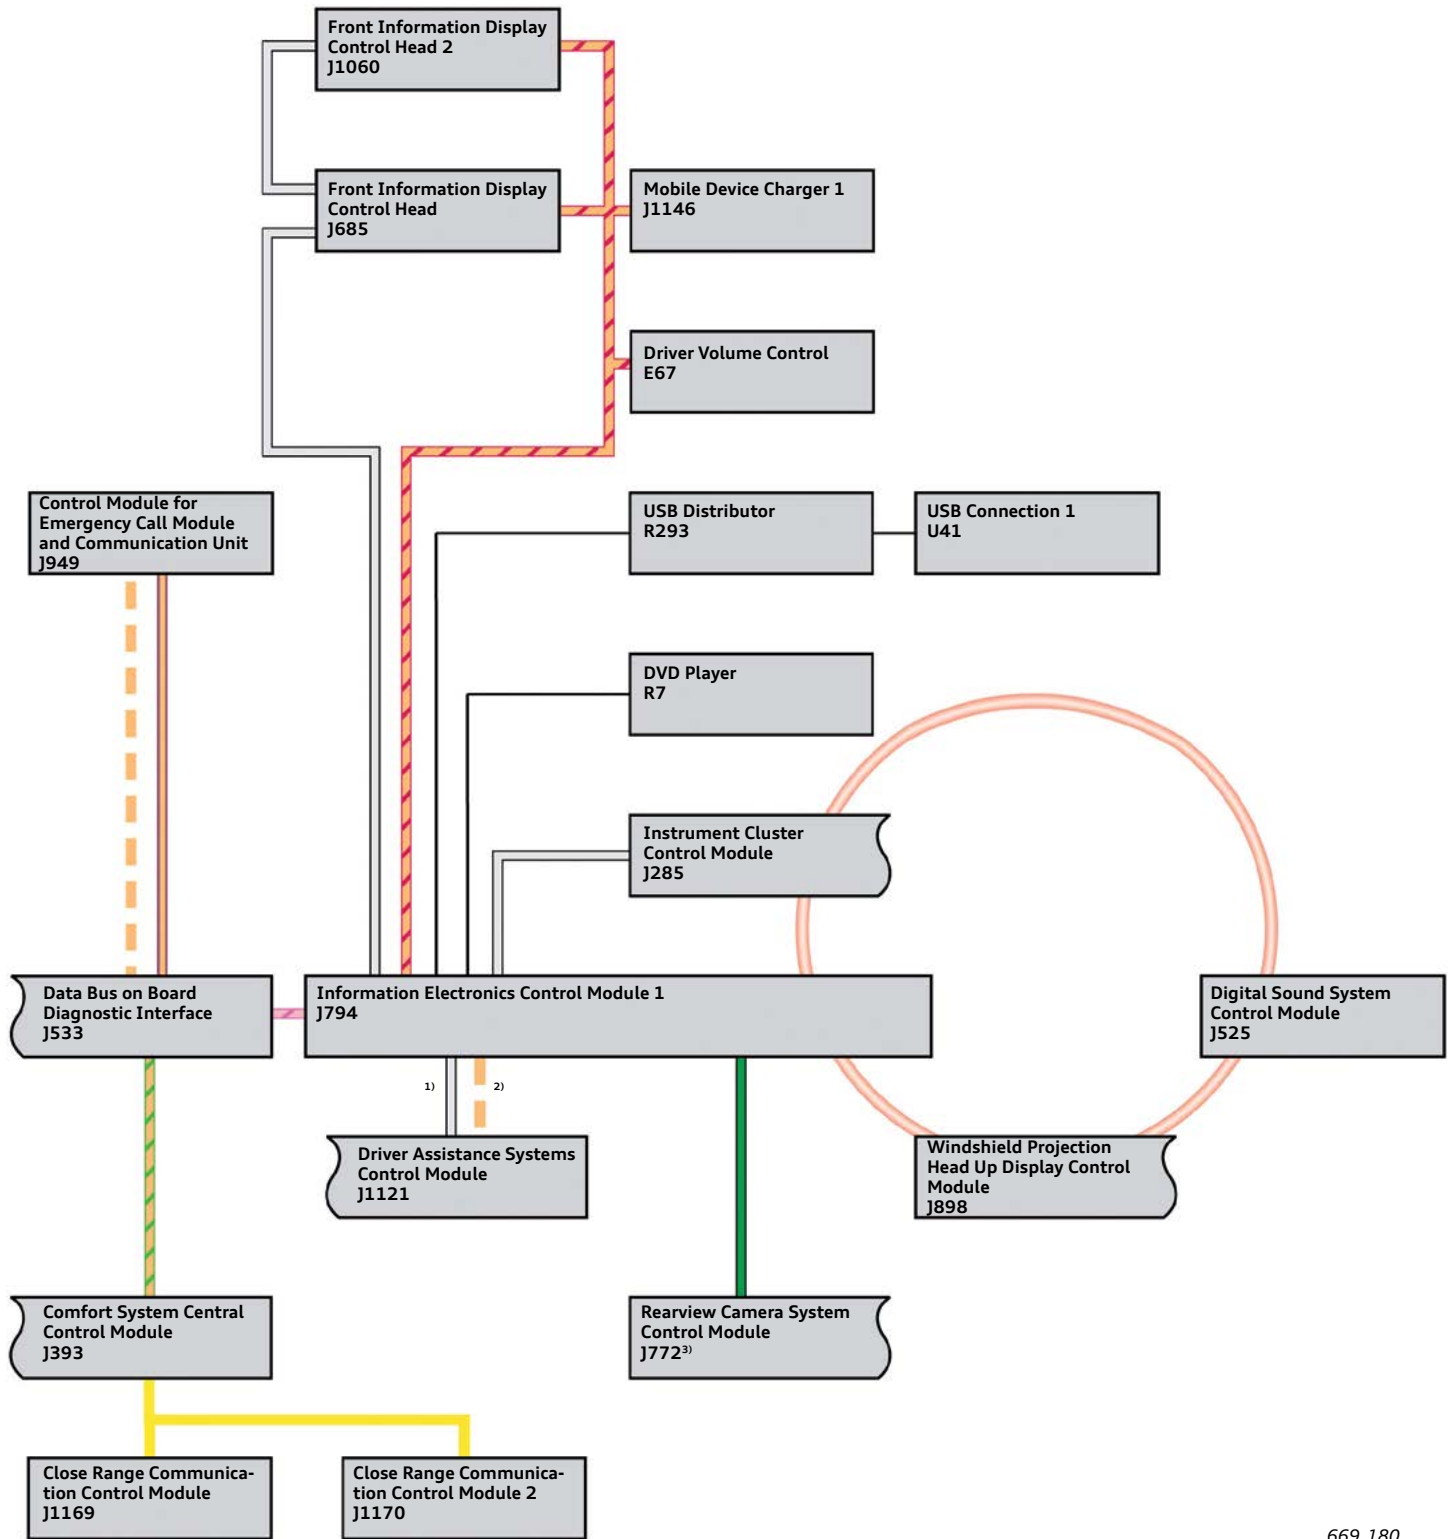 Front Information Display
Control Head 2
J1060
Front Information Display
Control Head
J685
Mobile Device Charger 1
J1146
Driver Volume Control
E67
Control Module for
Emergency Call Module
and Communication Unit
J949
USB Distributor
R293
USB Connection 1
U41
DVD Player
R7
Instrument Cluster
Control Module
J285
Data Bus on Board
Diagnostic Interface
J533
Information Electronics Control Module 1
J794
Digital Sound System
Control Module
J525
1)
2)
Driver Assistance Systems
Control Module
J1121
Windshield Projection
Head Up Display Control
Module
J898
Comfort System Central
Control Module
J393
Rearview Camera System
Control Module
J772³⁾
Close Range Communica-
tion Control Module
J1169
Close Range Communica-
tion Control Module 2
J1170
669_180